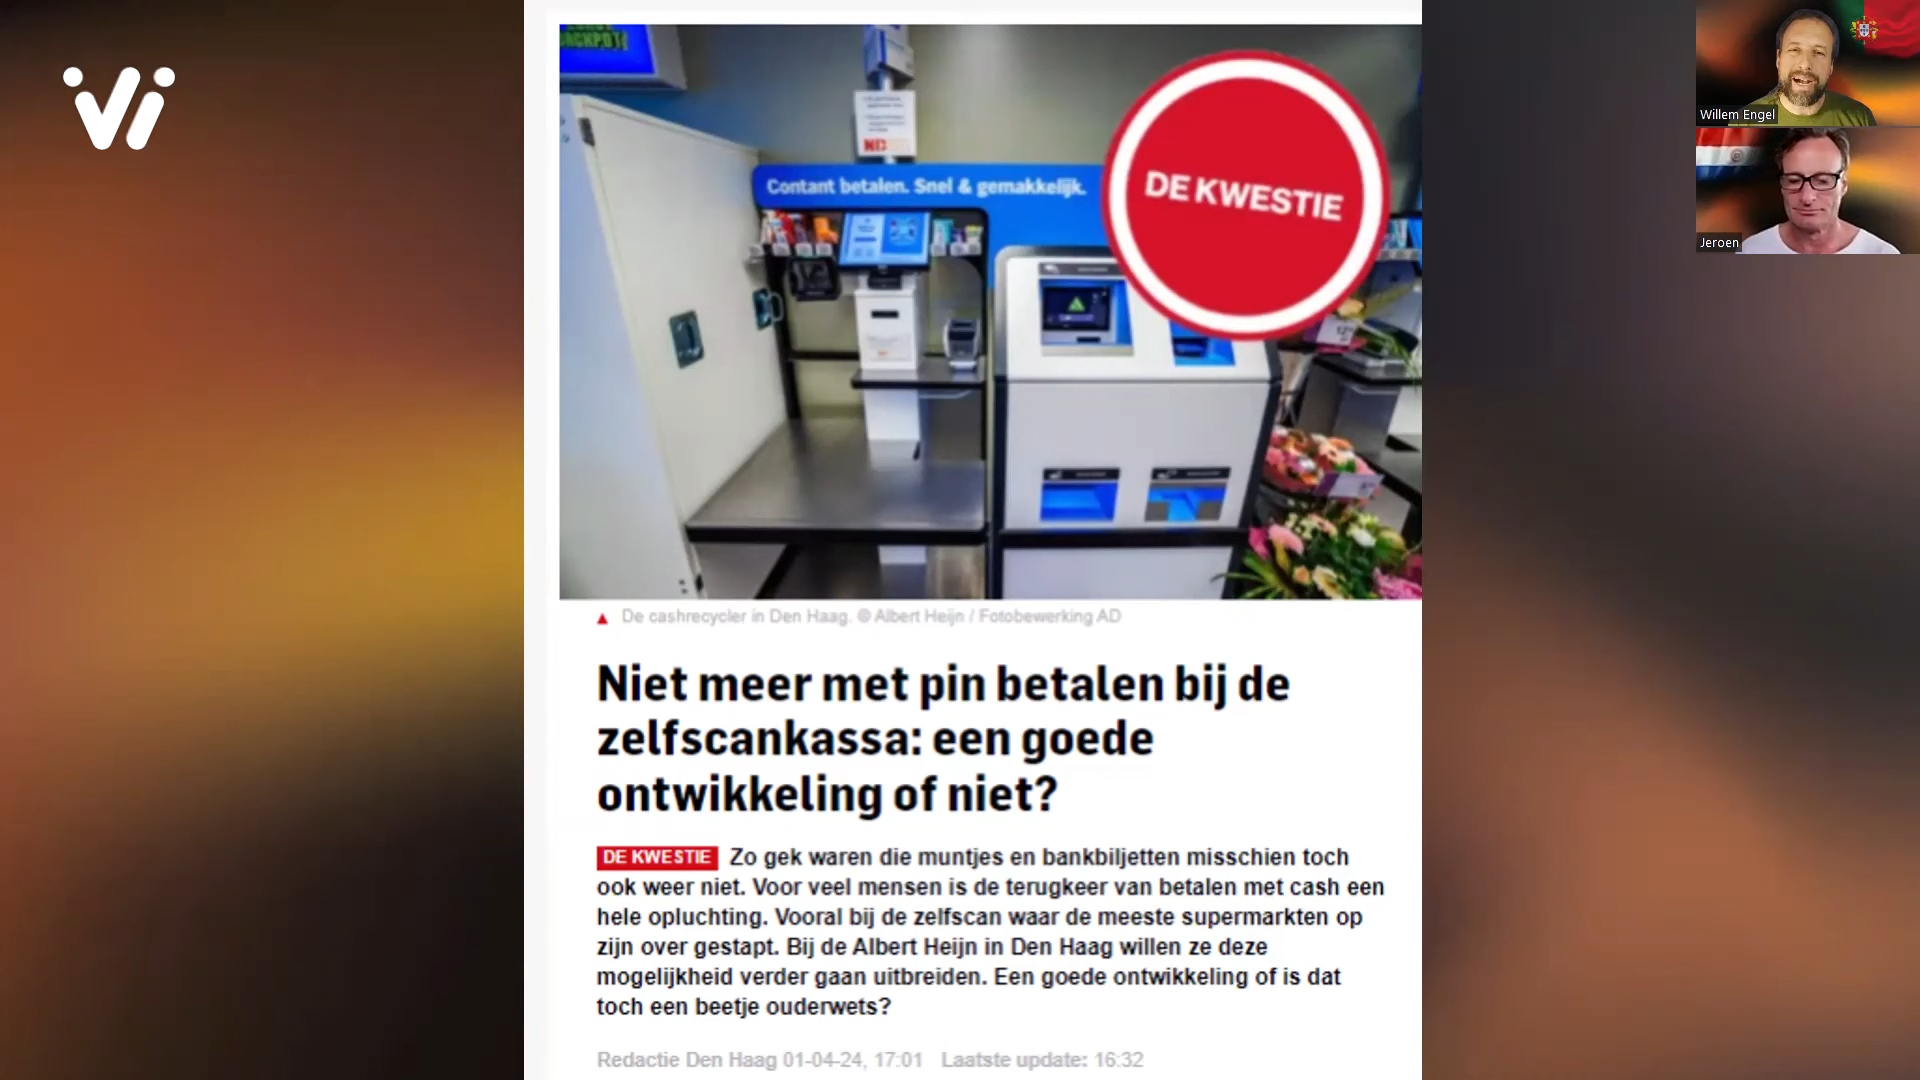 Willem Engel
Jeroen
Contant betalen. Snel & gemakkelijk.
DE KWESTIE
De cashrecycler in Den Haag. © Albert Heijn / Fotobewerking AD
Niet meer met pin betalen bij de
zelfscankassa: een goede
ontwikkeling of niet?
DE KWESTIE Zo gek waren die muntjes en bankbiljetten misschien toch
ook weer niet. Voor veel mensen is de terugkeer van betalen met cash een
hele opluchting. Vooral bij de zelfscan waar de meeste supermarkten op
zijn over gestapt. Bij de Albert Heijn in Den Haag willen ze deze
mogelijkheid verder gaan uitbreiden. Een goede ontwikkeling of is dat
toch een beetje ouderwets?
Redactie Den Haag 01-04-24, 17:01 Laatste update: 16:32